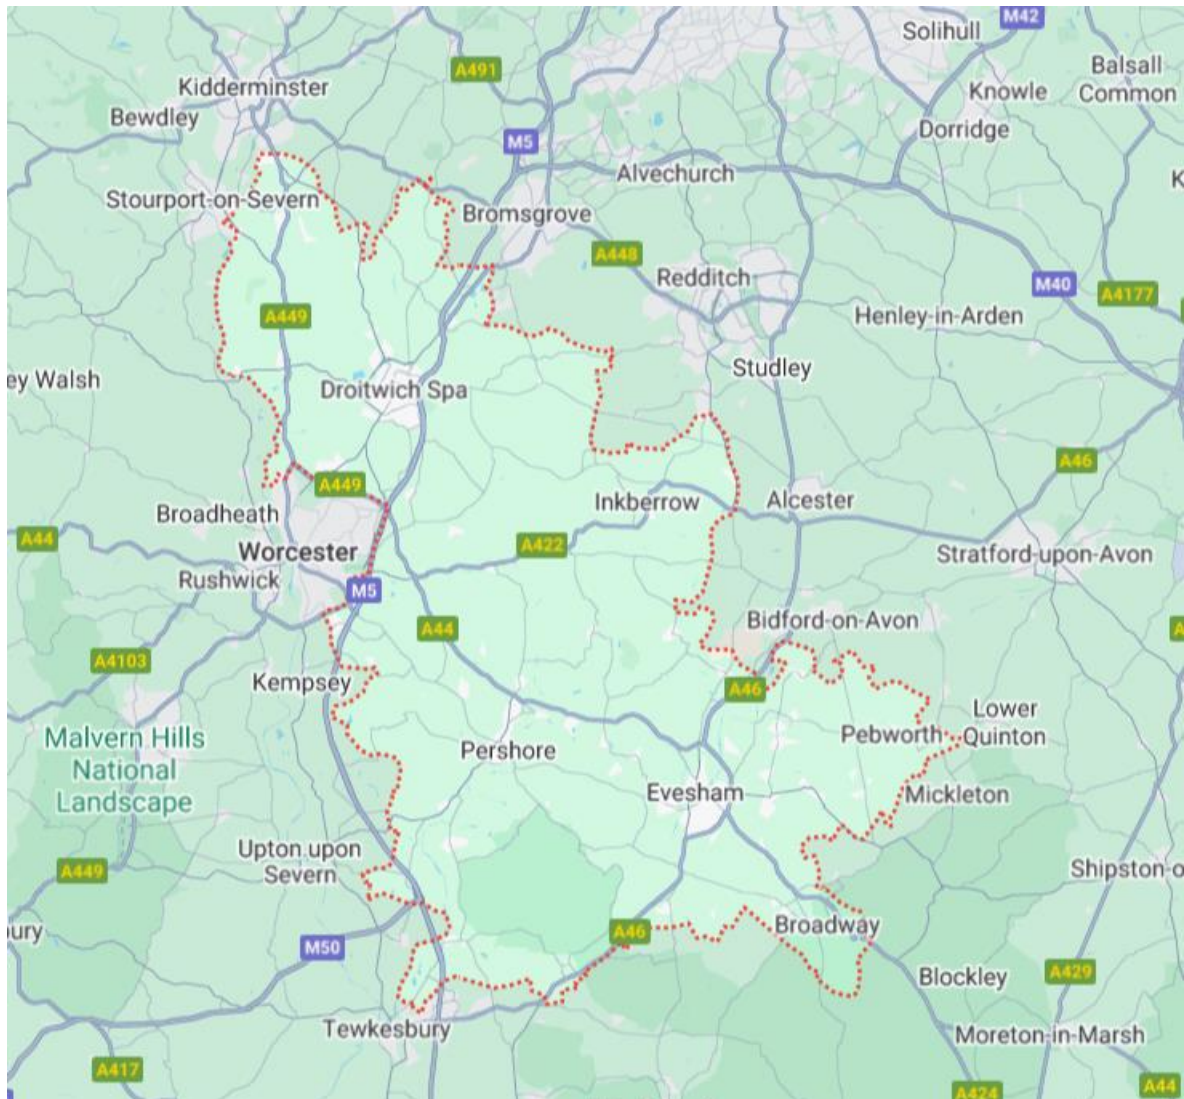 M42
Solihull
A491
Balsall
Common
Kidderminster
Knowle
Bewdley
Dorridge
M5
Alvechurch
K
Stourport-on-Severn
Bromsgrove
A448
Redditch
M40
A4177
A449
Henley-in-Arden
Studley
ey Walsh
Droitwich Spa
A46
A449
Inkberrow
Alcester
Broadheath
A44
A422
Worcester
Stratford-upon-Avon
Rushwick
M5
Bidford-on-Avon
A44
A
A4103
Kempsey
A46
Lower
Quinton
Pebworth
Malvern Hills
National
Landscape
Pershore
Evesham
Mickleton
Upton upon
Severn
A449
Shipston-o
Broadway
A46
ury
M50
Blockley
A429
Tewkesbury
Moreton-in-Marsh
A417
A424
A44